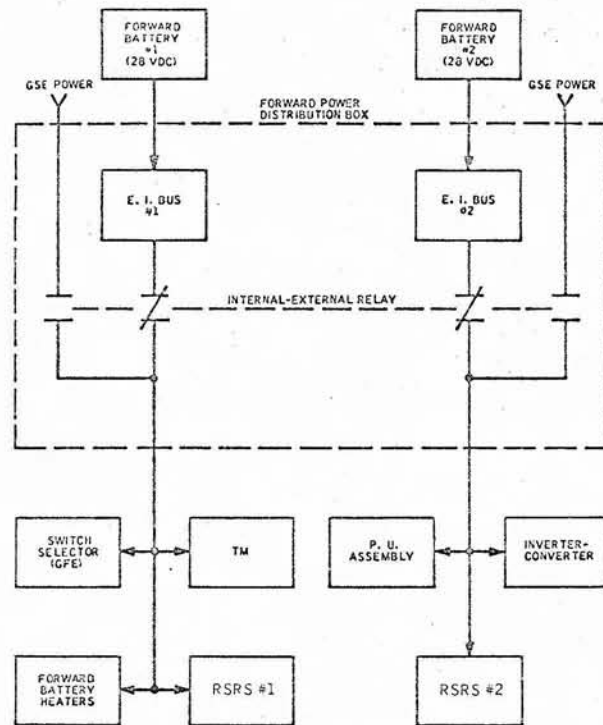 FORWARD
BATTERY
#1
(28 VDC)
FORWARD
BATTERY
#2
(28 VDC)
GSE POWER
GSE POWER
FORWARD POWER
DISTRIBUTION BOX
E. I. BUS
#1
E. I. BUS
#2
INTERNAL-EXTERNAL RELAY
SWITCH
SELECTOR
(GFE)
TM
P. U.
ASSEMBLY
INVERTER-
CONVERTER
FORWARD
BATTERY
HEATERS
RSRS #1
RSRS #2